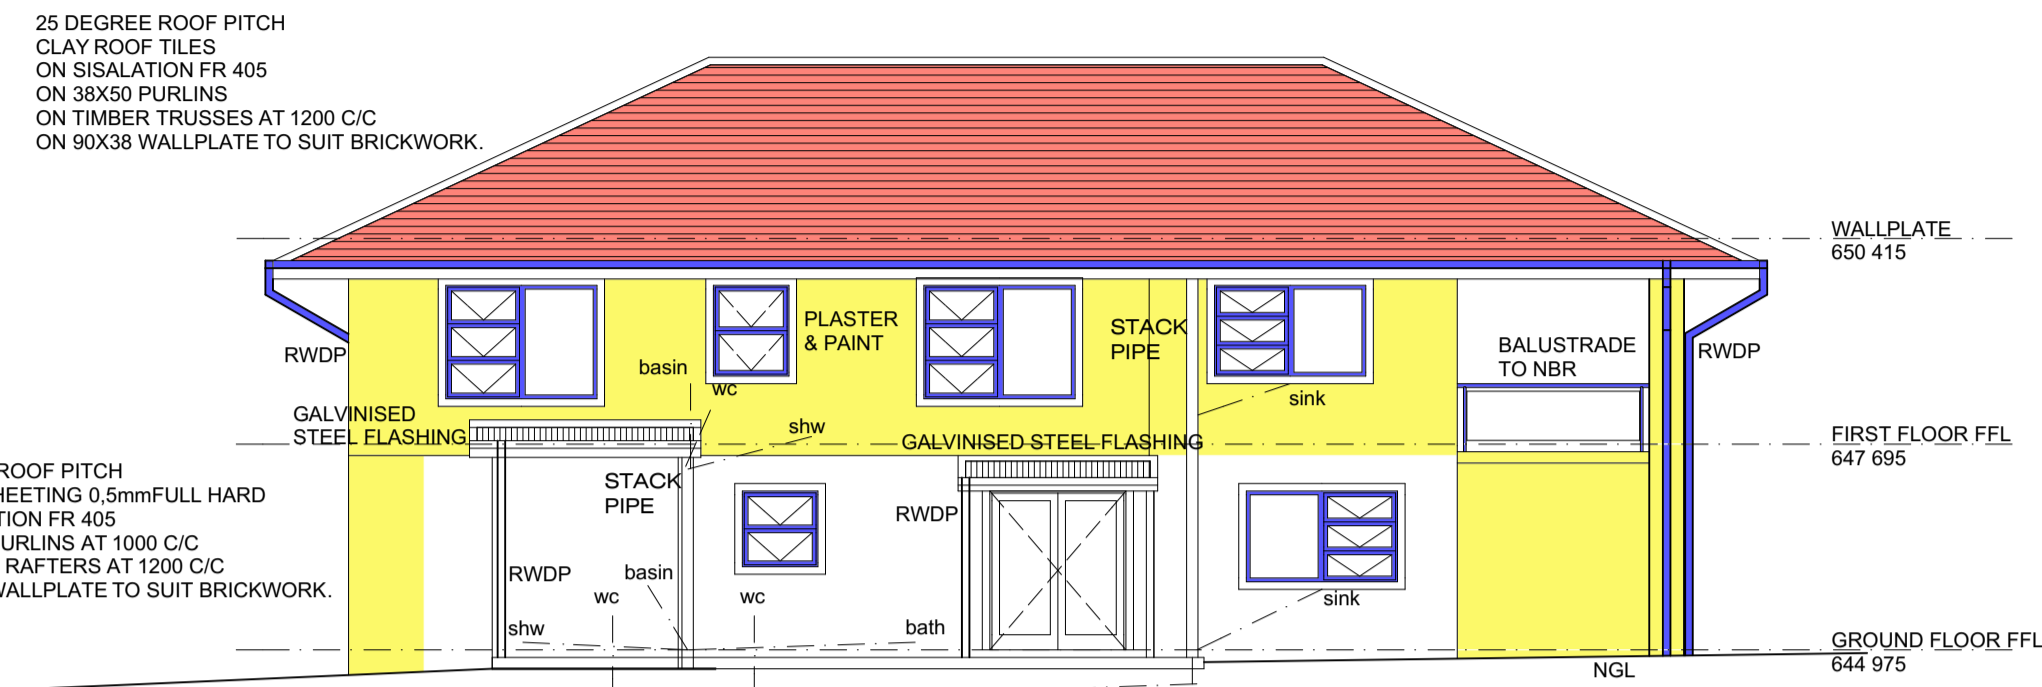 25 DEGREE ROOF PITCH
CLAY ROOF TILES
ON SISALATION FR 405
ON 38X50 PURLINS
ON TIMBER TRUSSES AT 1200 C/C
ON 90X38 WALLPLATE TO SUIT BRICKWORK.
WALLPLATE
650 415
PLASTER
& PAINT
STACK
PIPE
RWDP
BALUSTRADE
TO NBR
RWDP
basin
wc
sink
GALVINISED
STEEL FLASHING
shw
GALVINISED STEEL FLASHING
FIRST FLOOR FFL
647 695
ROOF PITCH
HEETING 0,5mmFULL HARD
TION FR 405
URLINS AT 1000 C/C
RAFTERS AT 1200 C/C
WALLPLATE TO SUIT BRICKWORK.
STACK
PIPE
RWDP
RWDP
basin
wc
wc
sink
shw
bath
GROUND FLOOR FFL
644 975
NGL